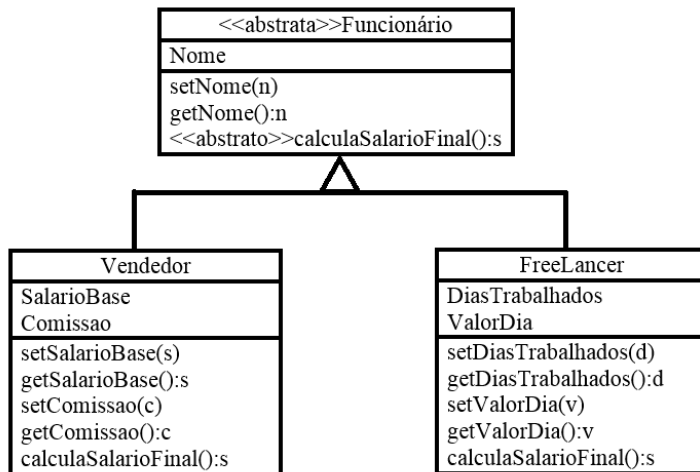 <<abstrata>>Funcionário
Nome
setNome(n)
getNome():n
<<abstrato>>calculaSalarioFinal():s
Vendedor
SalarioBase
Comissao
setSalarioBase(s)
getSalarioBase():s
setComissao(c)
getComissao():c
calculaSalarioFinal():s
FreeLancer
DiasTrabalhados
ValorDia
setDiasTrabalhados(d)
getDiasTrabalhados():d
setValorDia(v)
getValorDia():v
calculaSalarioFinal():s